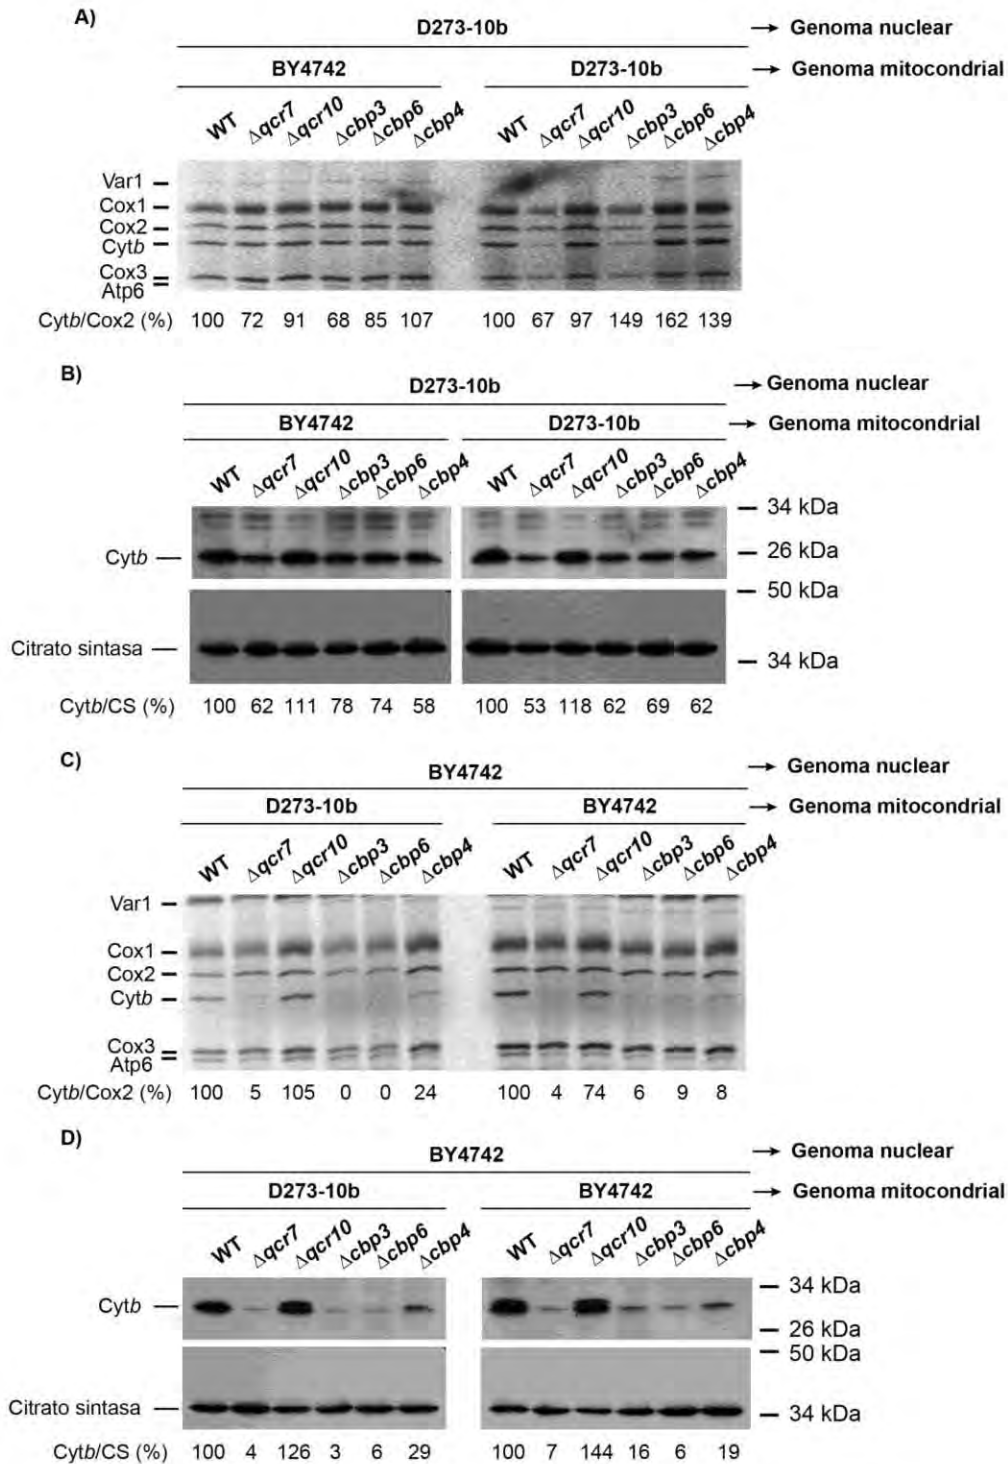 A)
D273-10b → Genoma nuclear
BY4742 D273-10b → Genoma mitocondrial
WT Δqcr7 Δqcr10 Δcbp3 Δcbp6 Δcbp4 WT Δqcr7 Δqcr10 Δcbp3 Δcbp6 Δcbp4
Var1
Cox1
Cox2
Cytb
Cox3
Atp6
Cytb/Cox2 (%) 100 72 91 68 85 107 100 67 97 149 162 139
B)
D273-10b → Genoma nuclear
BY4742 D273-10b → Genoma mitocondrial
WT Δqcr7 Δqcr10 Δcbp3 Δcbp6 Δcbp4 WT Δqcr7 Δqcr10 Δcbp3 Δcbp6 Δcbp4
34 kDa
Cytb 26 kDa
50 kDa
Citrato sintasa
34 kDa
Cytb/CS (%) 100 62 111 78 74 58 100 53 118 62 69 62
C)
BY4742 → Genoma nuclear
D273-10b BY4742 → Genoma mitocondrial
WT Δqcr7 Δqcr10 Δcbp3 Δcbp6 Δcbp4 WT Δqcr7 Δqcr10 Δcbp3 Δcbp6 Δcbp4
Var1
Cox1
Cox2
Cytb
Cox3
Atp6
Cytb/Cox2 (%) 100 5 105 0 0 24 100 4 74 6 9 8
D)
BY4742 → Genoma nuclear
D273-10b BY4742 → Genoma mitocondrial
WT Δqcr7 Δqcr10 Δcbp3 Δcbp6 Δcbp4 WT Δqcr7 Δqcr10 Δcbp3 Δcbp6 Δcbp4
34 kDa
Cytb
26 kDa
50 kDa
Citrato sintasa 34 kDa
Cytb/CS (%) 100 4 126 3 6 29 100 7 144 16 6 19